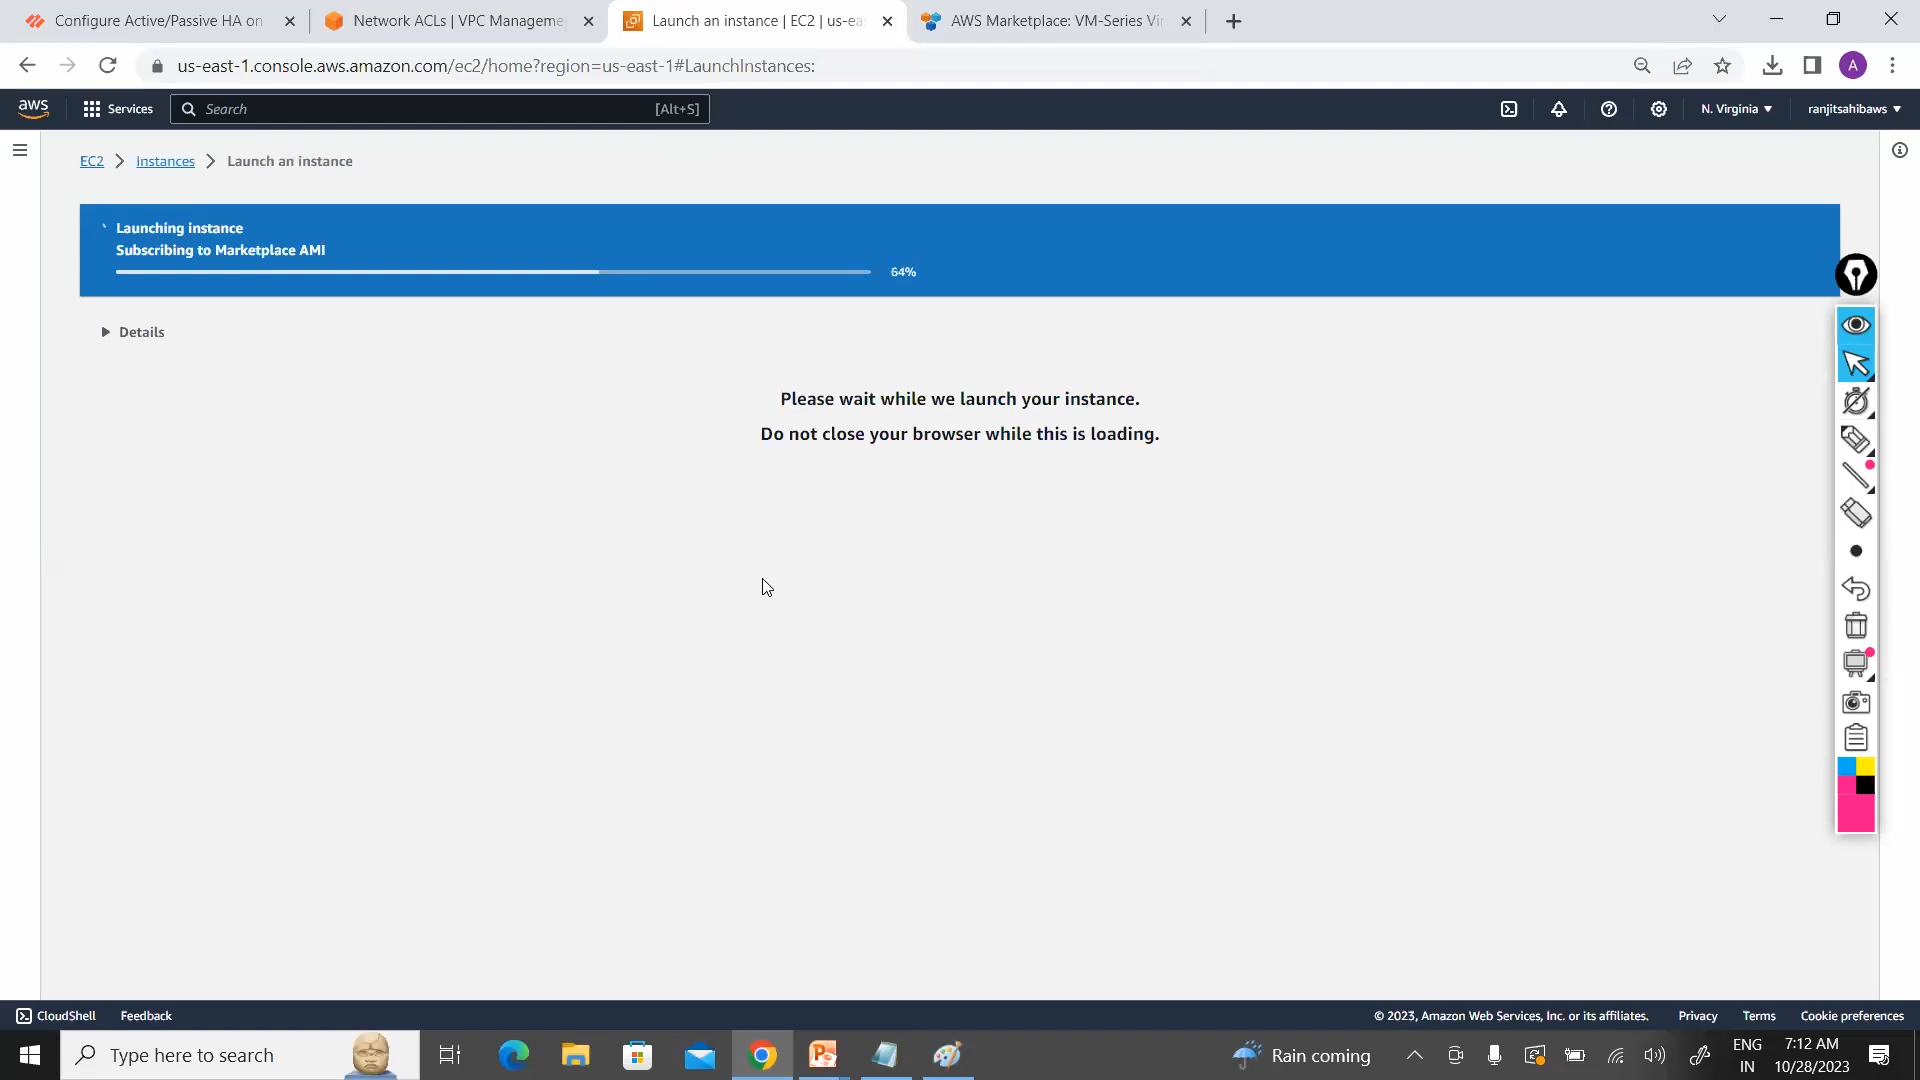 Configure Active/Passive HA on
Network ACLs | VPC Manageme
Launch an instance | EC2 | us-ea
AWS Marketplace: VM-Series Vir
us-east-1.console.aws.amazon.com/ec2/home?region=us-east-1#LaunchInstances:
A
aws
Services
Search
[Alt+S]
N. Virginia
ranjitsahibaws
EC2
Instances
Launch an instance
Launching instance
Subscribing to Marketplace AMI
64%
Details
Please wait while we launch your instance.
Do not close your browser while this is loading.
CloudShell
Feedback
© 2023, Amazon Web Services, Inc. or its affiliates.
Privacy
Terms
Cookie preferences
Type here to search
Rain coming
ENG
IN
7:12 AM
10/28/2023